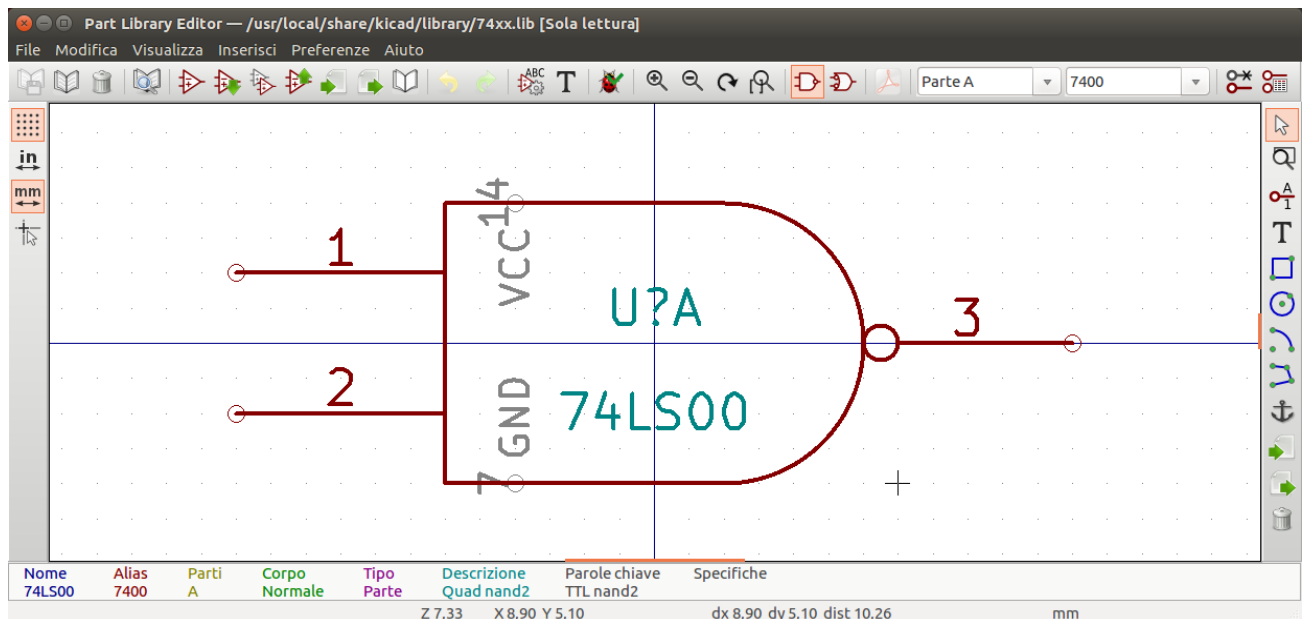 Part Library Editor — /usr/local/share/kicad/library/74xx.lib [Sola lettura]
File Modifica Visualizza Inserisci Preferenze Aiuto
ABC T Parte A 7400
in
mm
A
1
T
14
VCC
1
U?A
3
2
GND
74LS00
7
Nome Alias Parti Corpo Tipo Descrizione Parole chiave Specifiche
74LS00 7400 A Normale Parte Quad nand2 TTL nand2
Z 7.33 X 8.90 Y 5.10 dx 8.90 dy 5.10 dist 10.26 mm